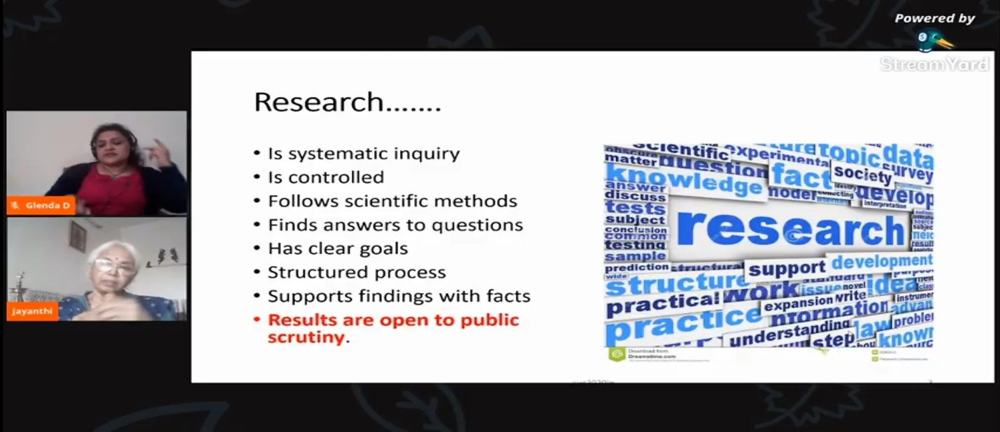 Powered by
StreamYard
Research.......
• Is systematic inquiry
• Is controlled
• Follows scientific methods
• Finds answers to questions
• Has clear goals
• Structured process
• Supports findings with facts
• Results are open to public
scrutiny.
Glenda D
jayanthi
scientific experimental topic data
matter question fact society survey
knowledge
answer
discuss
develop
interpretation
tests
subject
research
conclusion
common
testing
sample
prediction structural support development
wide
structure
practical work issue novel idea
expansion write
practice
understanding law
step
Download from
Dreamstime.com